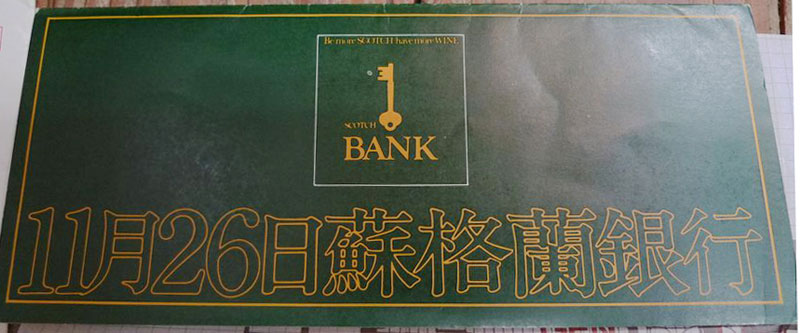 Be more SCOTCH have more WINE
SCOTCH
BANK
11月26日蘇格蘭銀行